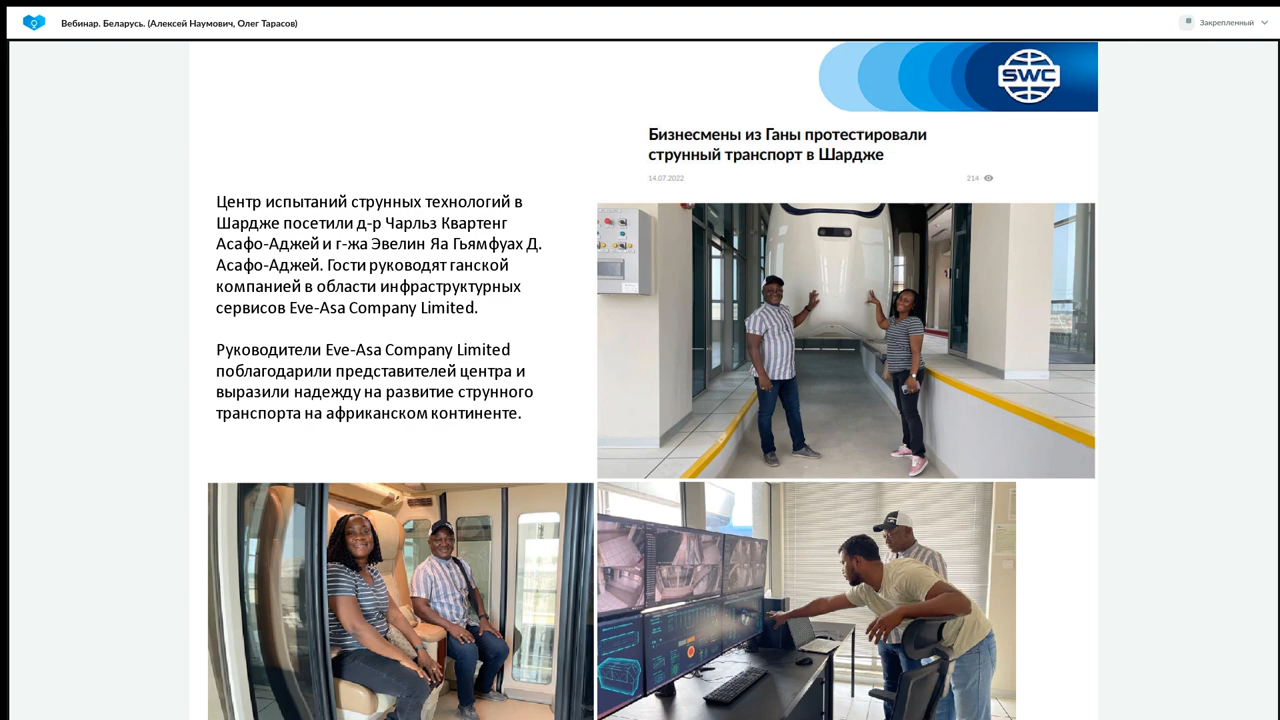 Вебинар. Беларусь. (Алексей Наумович, Олег Тарасов)
Закрепленный
SWC
Бизнесмены из Ганы протестировали
струнный транспорт в Шардже
14.07.2022
214
Центр испытаний струнных технологий в
Шардже посетили д-р Чарльз Квартенг
Асафо-Аджей и г-жа Эвелин Яа Гьямфуах Д.
Асафо-Аджей. Гости руководят ганской
компанией в области инфраструктурных
сервисов Eve-Asa Company Limited.
Руководители Eve-Asa Company Limited
поблагодарили представителей центра и
выразили надежду на развитие струнного
транспорта на африканском континенте.